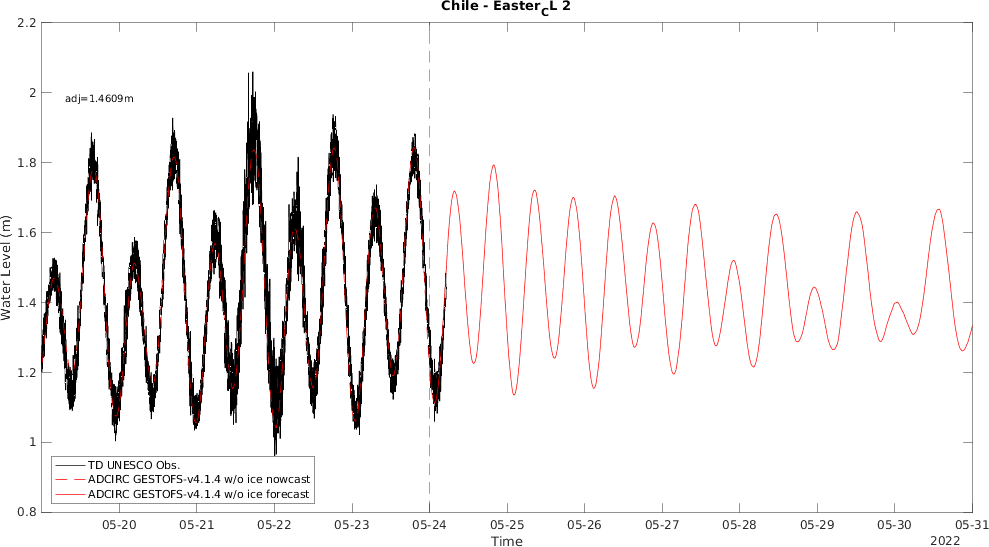 Chile - Easter_CL 2
2.2
2
1.8
1.6
1.4
1.2
1
0.8
Water Level (m)
adj=1.4609m
TD UNESCO Obs.
ADCIRC GESTOFS-v4.1.4 w/o ice nowcast
ADCIRC GESTOFS-v4.1.4 w/o ice forecast
05-20 05-21 05-22 05-23 05-24 05-25 05-26 05-27 05-28 05-29 05-30 05-31
Time
2022